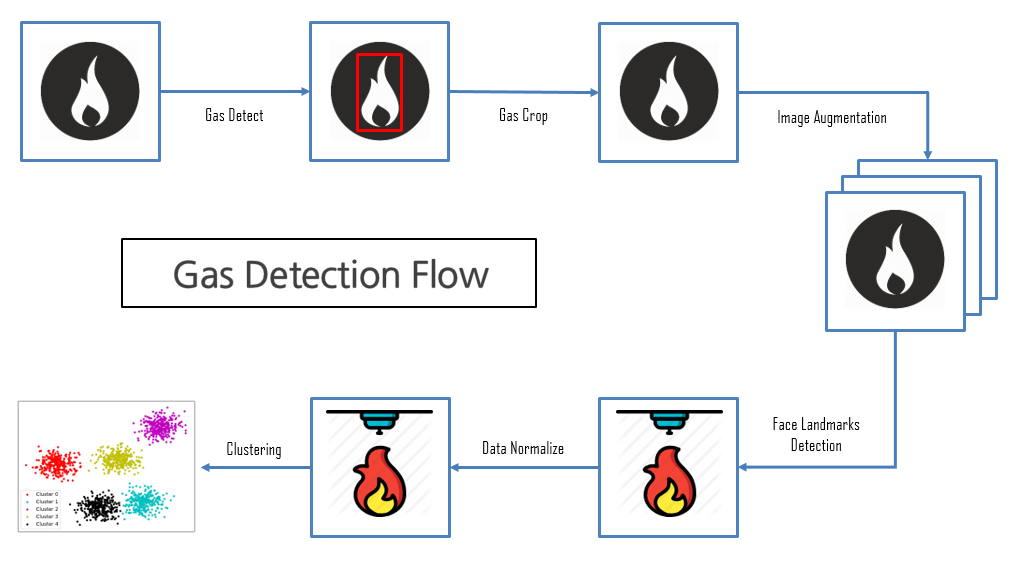 Gas Detect
Gas Crop
Image Augmentation
Gas Detection Flow
Face Landmarks
Detection
Data Normalize
Clustering
Cluster 0
Cluster 1
Cluster 2
Cluster 3
Cluster 4